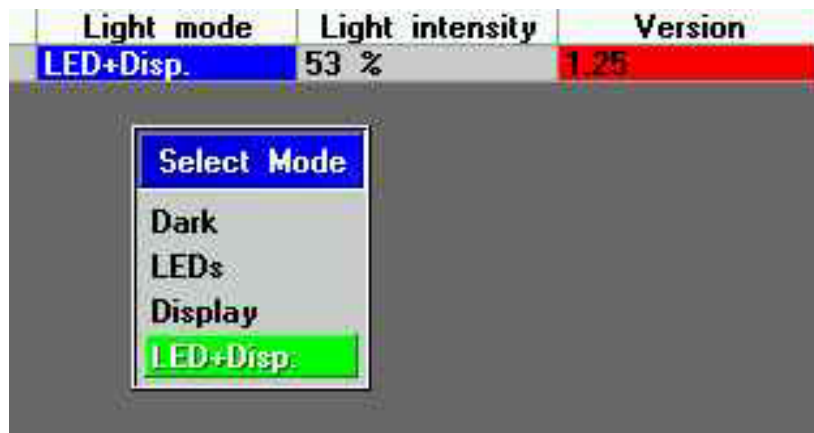 Light mode Light intensity Version
LED+Disp. 53 % 1.25
Select Mode
Dark
LEDs
Display
LED+Disp.